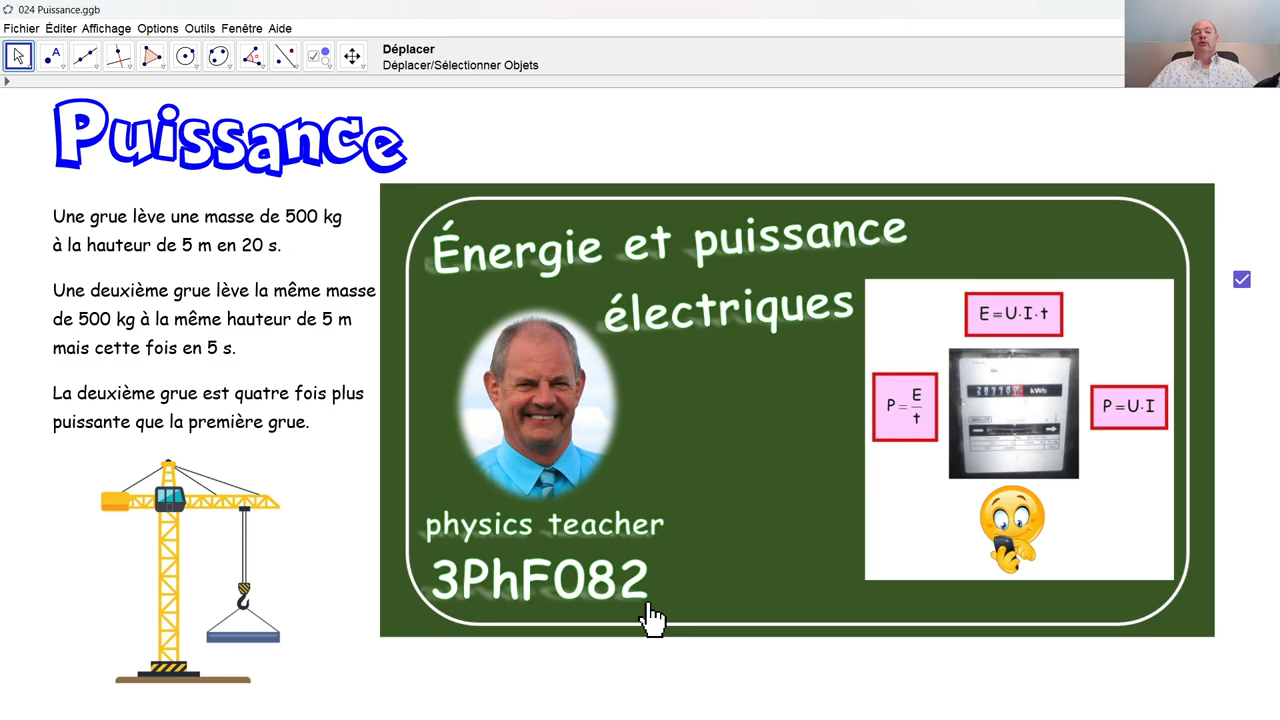 024 Puissance.ggb
Fichier Éditer Affichage Options Outils Fenêtre Aide
Déplacer
Déplacer/Sélectionner Objets
Puissance
Une grue lève une masse de 500 kg
à la hauteur de 5 m en 20 s.
Une deuxième grue lève la même masse
de 500 kg à la même hauteur de 5 m
mais cette fois en 5 s.
La deuxième grue est quatre fois plus
puissante que la première grue.
Énergie et puissance
électriques
physics teacher
3PhF082
E=U·I·t
P=E/t
kWh
P=U·I